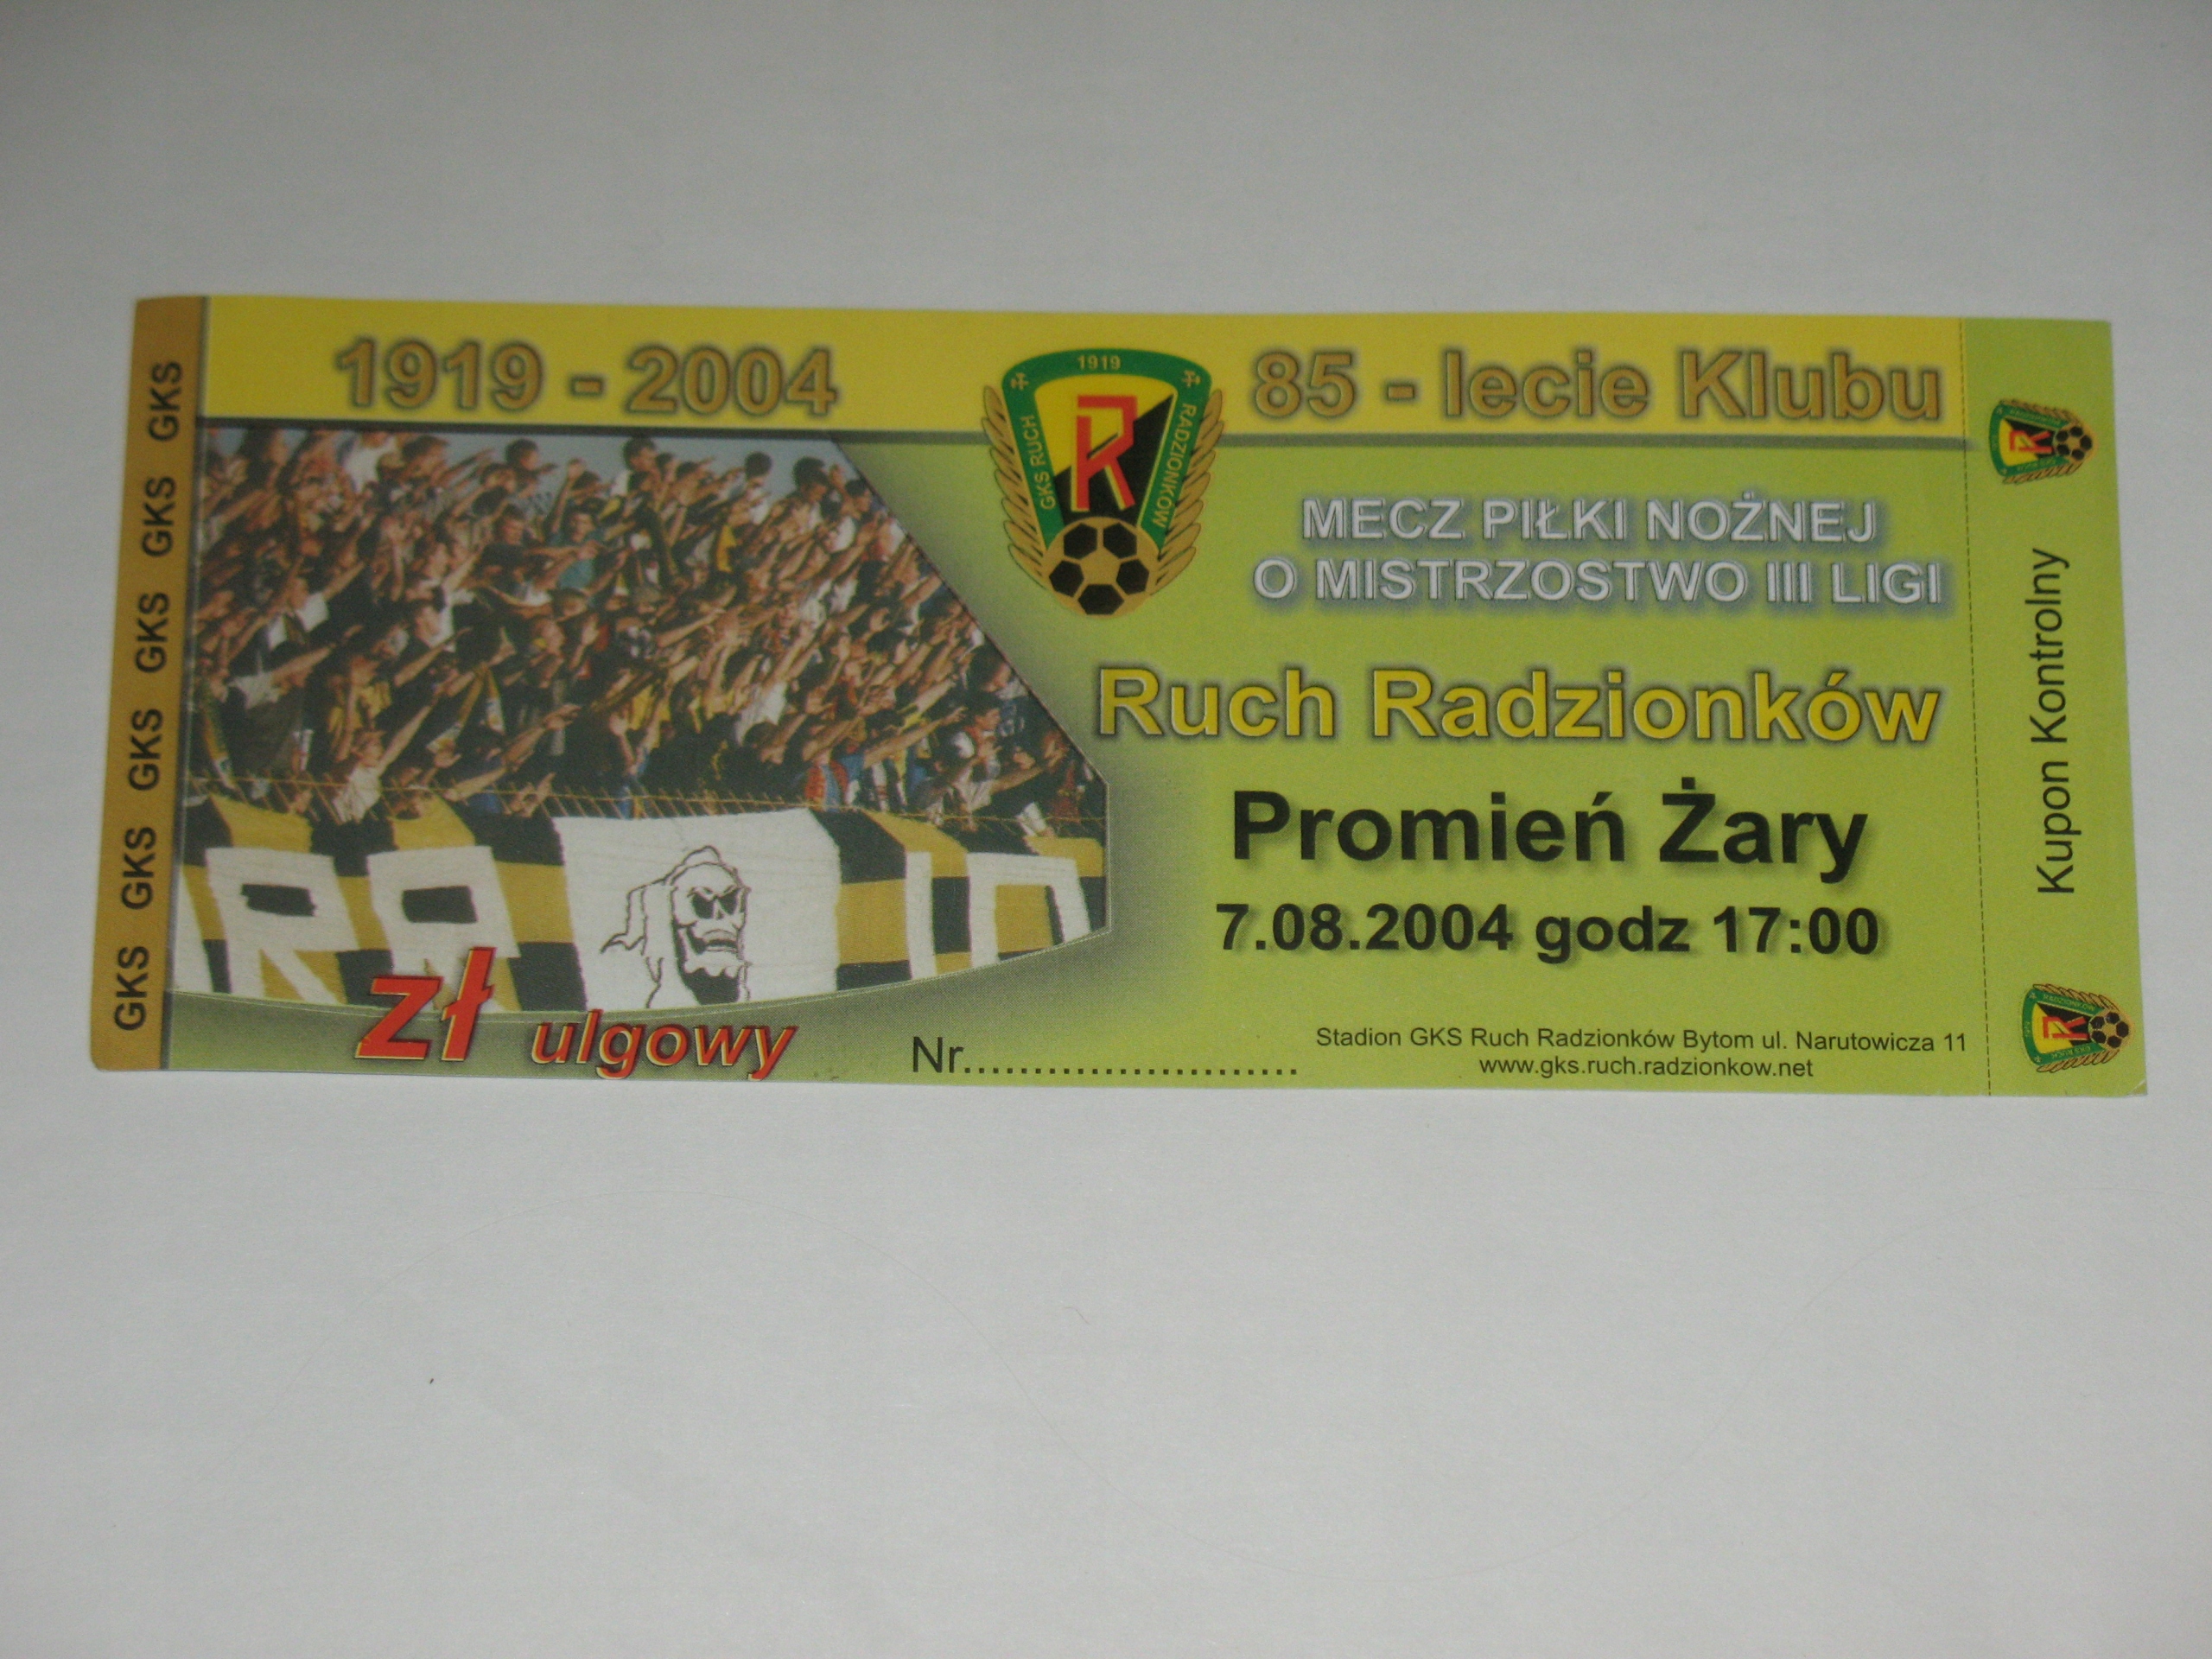 GKS GKS GKS GKS GKS GKS
1919 - 2004
85 - lecie Klubu
1919
GKS RUCH
RADZIONKÓW
R
MECZ PIŁKI NOŻNEJ
O MISTRZOSTWO III LIGI
Ruch Radzionków
Promień Żary
7.08.2004 godz 17:00
zł ulgowy
Nr.........................
Stadion GKS Ruch Radzionków Bytom ul. Narutowicza 11
www.gks.ruch.radzionkow.net
Kupon Kontrolny